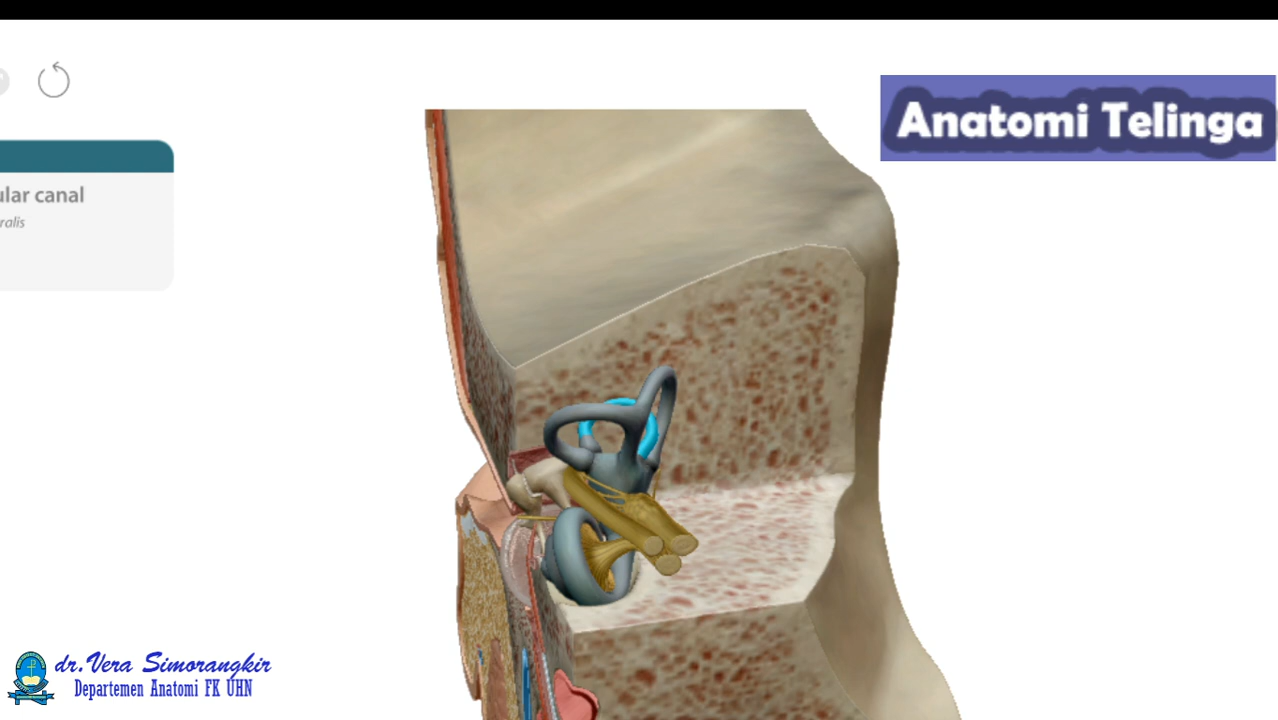 Anatomi Telinga
ular canal
ralis
dr.Vera Simorangkir
Departemen Anatomi FK UHN